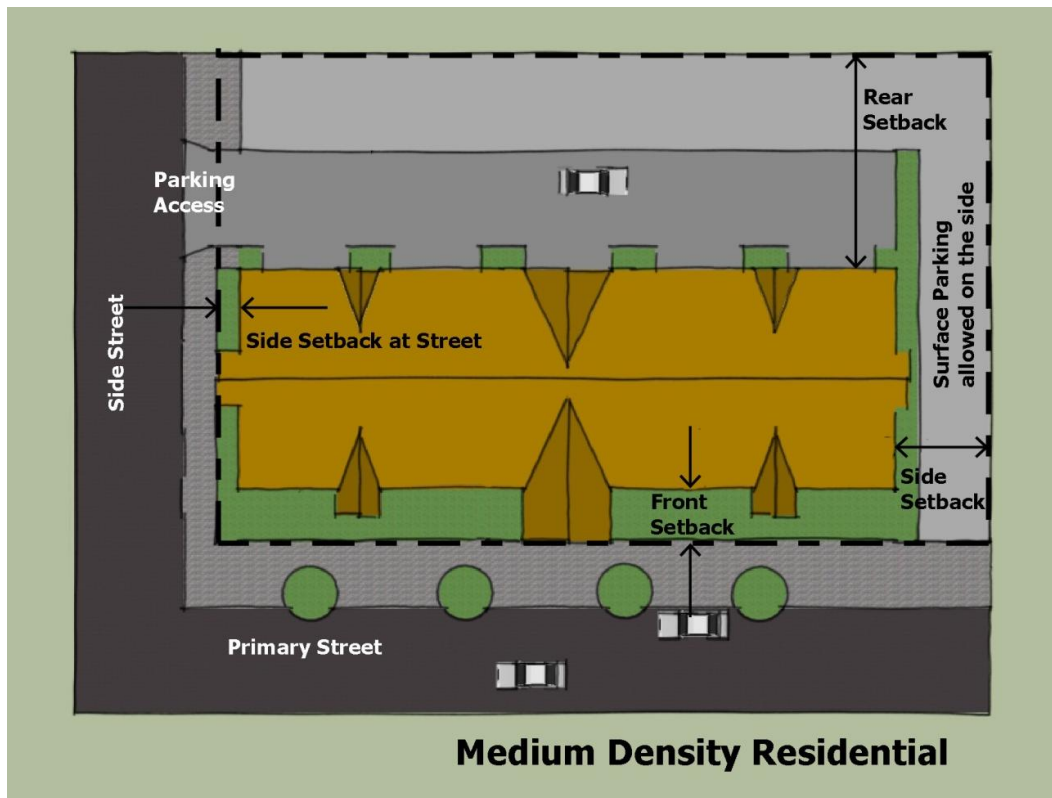 Rear
Setback
Parking
Access
Surface Parking
allowed on the side
Side Street
Side Setback at Street
Side
Setback
Front
Setback
Primary Street
Medium Density Residential